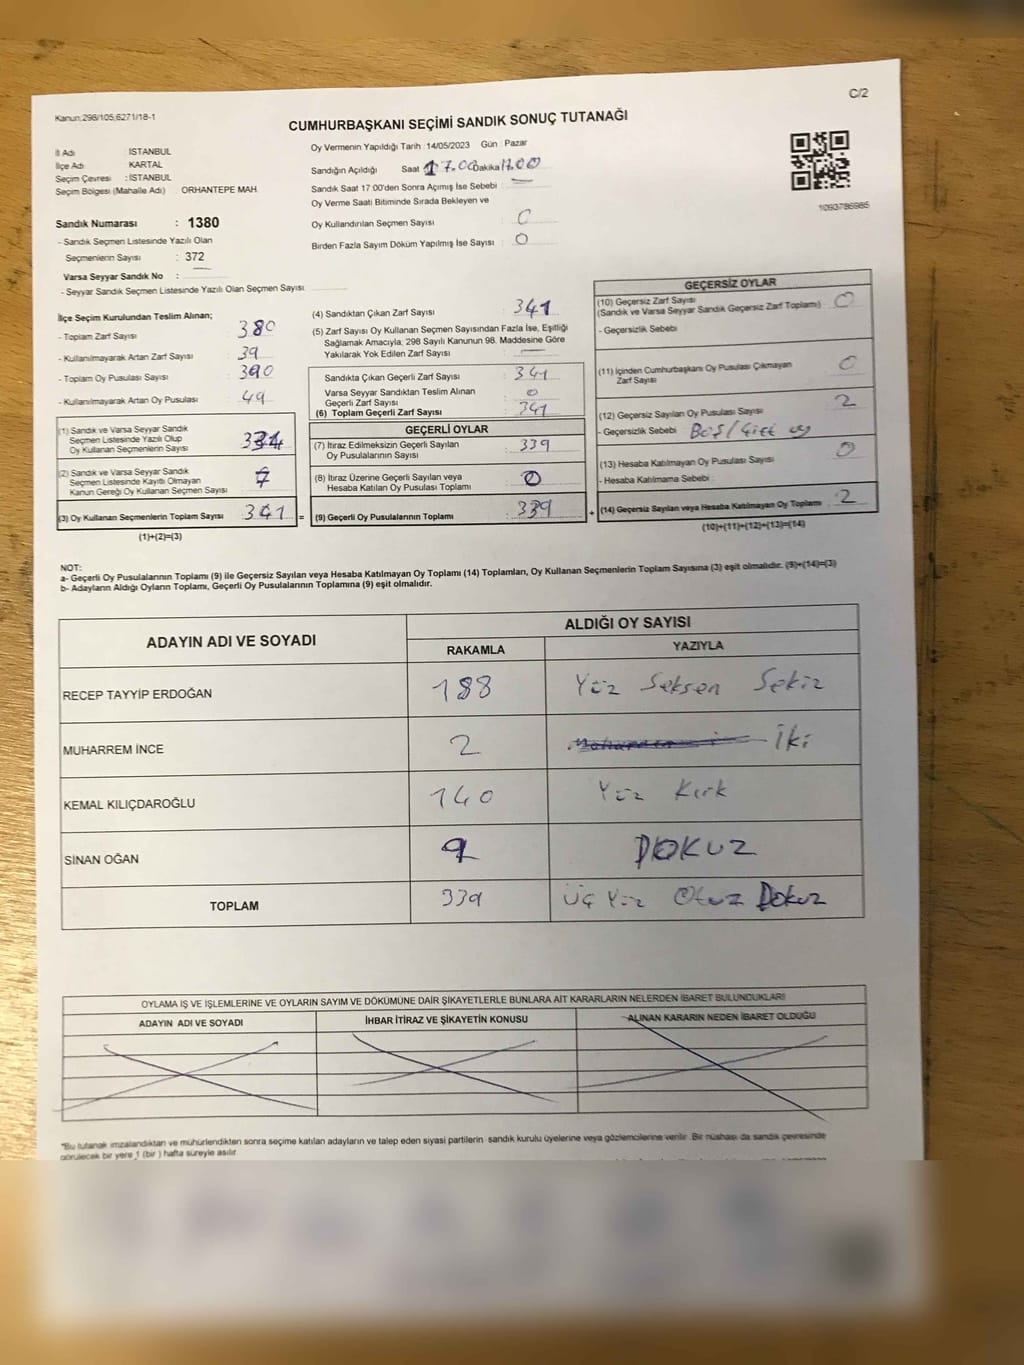 C/2
Kanun:298/105,6271/18-1
CUMHURBAŞKANI SEÇİMİ SANDIK SONUÇ TUTANAĞI
İl Adı : İSTANBUL
İlçe Adı : KARTAL
Seçim Çevresi : İSTANBUL
Seçim Bölgesi (Mahalle Adı) : ORHANTEPE MAH.
Sandık Numarası : 1380
- Sandık Seçmen Listesinde Yazılı Olan
Seçmenlerin Sayısı : 372
Varsa Seyyar Sandık No :
- Seyyar Sandık Seçmen Listesinde Yazılı Olan Seçmen Sayısı:
Oy Vermenin Yapıldığı Tarih : 14/05/2023 Gün : Pazar
Sandığın Açıldığı Saat 17.00 Dakika 17.00
Sandık Saat 17:00'den Sonra Açımış İse Sebebi : —
Oy Verme Saati Bitiminde Sırada Bekleyen ve
Oy Kullandırılan Seçmen Sayısı : 0
Birden Fazla Sayım Döküm Yapılmış İse Sayısı : 0
1093786985
İlçe Seçim Kurulundan Teslim Alınan;
- Toplam Zarf Sayısı : 380
- Kullanılmayarak Artan Zarf Sayısı : 39
- Toplam Oy Pusulası Sayısı : 390
- Kullanılmayarak Artan Oy Pusulası : 49
(1) Sandık ve Varsa Seyyar Sandık
Seçmen Listesinde Yazılı Olup
Oy Kullanan Seçmenlerin Sayısı : 334
(2) Sandık ve Varsa Seyyar Sandık
Seçmen Listesinde Kayıtlı Olmayan
Kanun Gereği Oy Kullanan Seçmen Sayısı : 7
(3) Oy Kullanan Seçmenlerin Toplam Sayısı : 341 =
(1)+(2)=(3)
(4) Sandıktan Çıkan Zarf Sayısı : 341
(5) Zarf Sayısı Oy Kullanan Seçmen Sayısından Fazla İse, Eşitliği
Sağlamak Amacıyla; 298 Sayılı Kanunun 98. Maddesine Göre
Yakılarak Yok Edilen Zarf Sayısı : —
Sandıkta Çıkan Geçerli Zarf Sayısı : 341
Varsa Seyyar Sandıktan Teslim Alınan
Geçerli Zarf Sayısı : 0
(6) Toplam Geçerli Zarf Sayısı : 341
GEÇERLİ OYLAR
(7) İtiraz Edilmeksizin Geçerli Sayılan
Oy Pusulalarının Sayısı : 339
(8) İtiraz Üzerine Geçerli Sayılan veya
Hesaba Katılan Oy Pusulası Toplamı : 0
(9) Geçerli Oy Pusulalarının Toplamı : 339 +
GEÇERSİZ OYLAR
(10) Geçersiz Zarf Sayısı
(Sandık ve Varsa Seyyar Sandık Geçersiz Zarf Toplamı) : 0
- Geçersizlik Sebebi
(11) İçinden Cumhurbaşkanı Oy Pusulası Çıkmayan
Zarf Sayısı : 0
(12) Geçersiz Sayılan Oy Pusulası Sayısı : 2
- Geçersizlik Sebebi : Boş/Çift oy
(13) Hesaba Katılmayan Oy Pusulası Sayısı : 0
- Hesaba Katılmama Sebebi :
(14) Geçersiz Sayılan veya Hesaba Katılmayan Oy Toplamı : 2
(10)+(11)+(12)+(13)=(14)
NOT:
a- Geçerli Oy Pusulalarının Toplamı (9) ile Geçersiz Sayılan veya Hesaba Katılmayan Oy Toplamı (14) Toplamları, Oy Kullanan Seçmenlerin Toplam Sayısına (3) eşit olmalıdır. (9)+(14)=(3)
b- Adayların Aldığı Oyların Toplamı, Geçerli Oy Pusulalarının Toplamına (9) eşit olmalıdır.
ADAYIN ADI VE SOYADI ALDIĞI OY SAYISI
RAKAMLA YAZIYLA
RECEP TAYYİP ERDOĞAN 188 Yüz Seksen Sekiz
MUHARREM İNCE 2 İki
KEMAL KILIÇDAROĞLU 140 Yüz Kırk
SİNAN OĞAN 9 DOKUZ
TOPLAM 339 Üç Yüz Otuz Dokuz
OYLAMA İŞ VE İŞLEMLERİNE VE OYLARIN SAYIM VE DÖKÜMÜNE DAİR ŞİKAYETLERLE BUNLARA AİT KARARLARIN NELERDEN İBARET BULUNDUKLARI
ADAYIN ADI VE SOYADI İHBAR İTİRAZ VE ŞİKAYETİN KONUSU ALINAN KARARIN NEDEN İBARET OLDUĞU
*Bu tutanak imzalandıktan ve mühürlendikten sonra seçime katılan adayların ve talep eden siyasi partilerin sandık kurulu üyelerine veya gözlemcilerine verilir. Bir nüshası da sandık çevresinde
görülecek bir yere 1 (bir) hafta süreyle asılır.